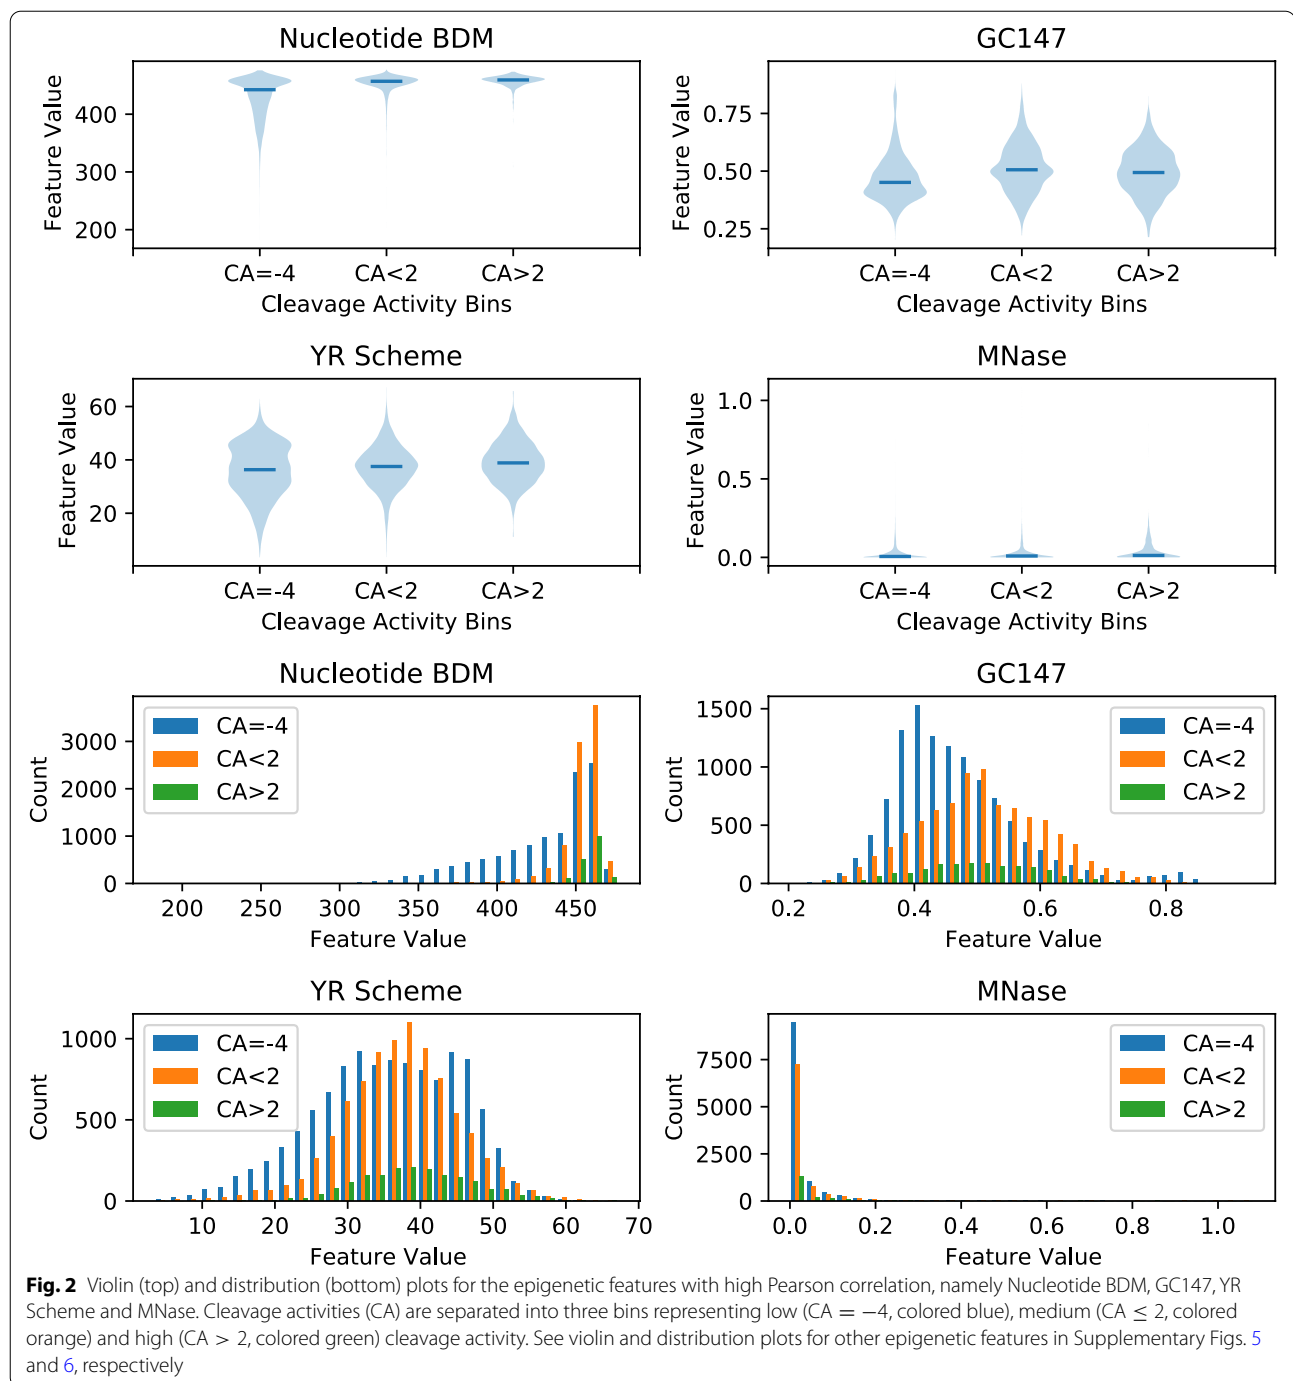 Nucleotide BDM
Feature Value
400
300
200
CA=-4 CA<2 CA>2
Cleavage Activity Bins
GC147
Feature Value
0.75
0.50
0.25
CA=-4 CA<2 CA>2
Cleavage Activity Bins
YR Scheme
Feature Value
60
40
20
CA=-4 CA<2 CA>2
Cleavage Activity Bins
MNase
Feature Value
1.0
0.5
0.0
CA=-4 CA<2 CA>2
Cleavage Activity Bins
Nucleotide BDM
Count
3000
2000
1000
0
CA=-4
CA<2
CA>2
200 250 300 350 400 450
Feature Value
GC147
Count
1500
1000
500
0
CA=-4
CA<2
CA>2
0.2 0.4 0.6 0.8
Feature Value
YR Scheme
Count
1000
500
0
CA=-4
CA<2
CA>2
10 20 30 40 50 60 70
Feature Value
MNase
Count
7500
5000
2500
0
CA=-4
CA<2
CA>2
0.0 0.2 0.4 0.6 0.8 1.0
Feature Value
Fig. 2 Violin (top) and distribution (bottom) plots for the epigenetic features with high Pearson correlation, namely Nucleotide BDM, GC147, YR
Scheme and MNase. Cleavage activities (CA) are separated into three bins representing low (CA = −4, colored blue), medium (CA ≤ 2, colored
orange) and high (CA > 2, colored green) cleavage activity. See violin and distribution plots for other epigenetic features in Supplementary Figs. 5
and 6, respectively